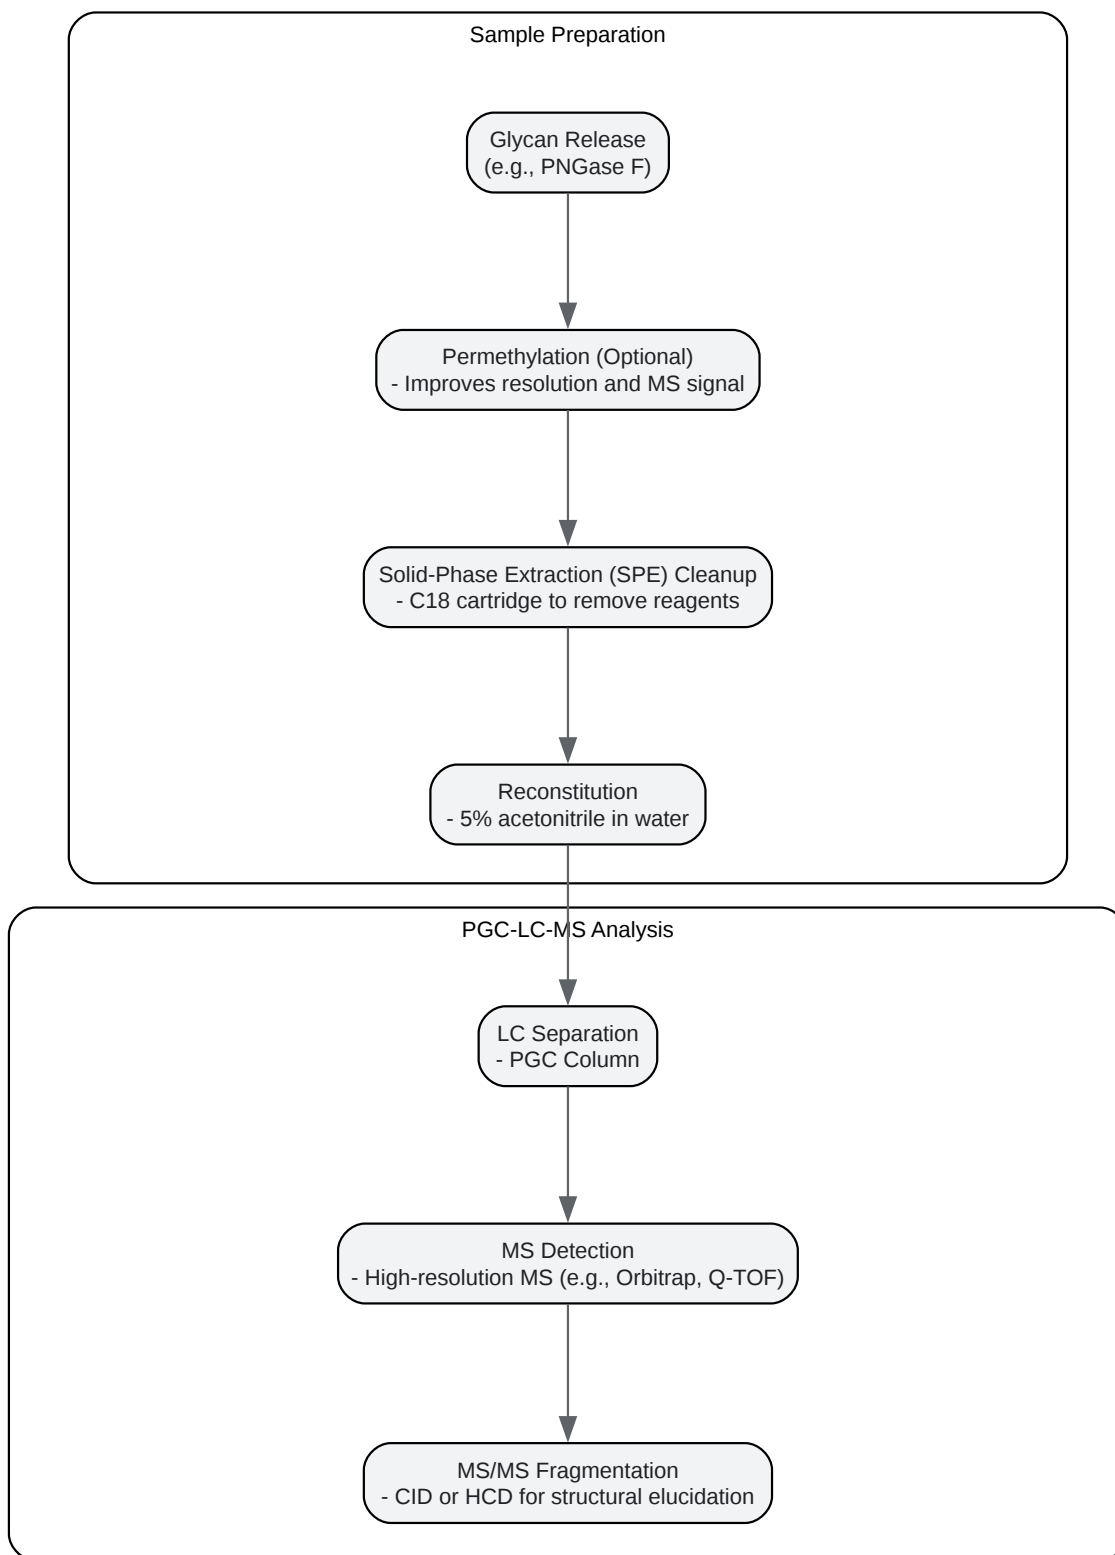 Sample Preparation
Glycan Release
(e.g., PNGase F)
Permethylation (Optional)
- Improves resolution and MS signal
Solid-Phase Extraction (SPE) Cleanup
- C18 cartridge to remove reagents
Reconstitution
- 5% acetonitrile in water
PGC-LC-MS Analysis
LC Separation
- PGC Column
MS Detection
- High-resolution MS (e.g., Orbitrap, Q-TOF)
MS/MS Fragmentation
- CID or HCD for structural elucidation